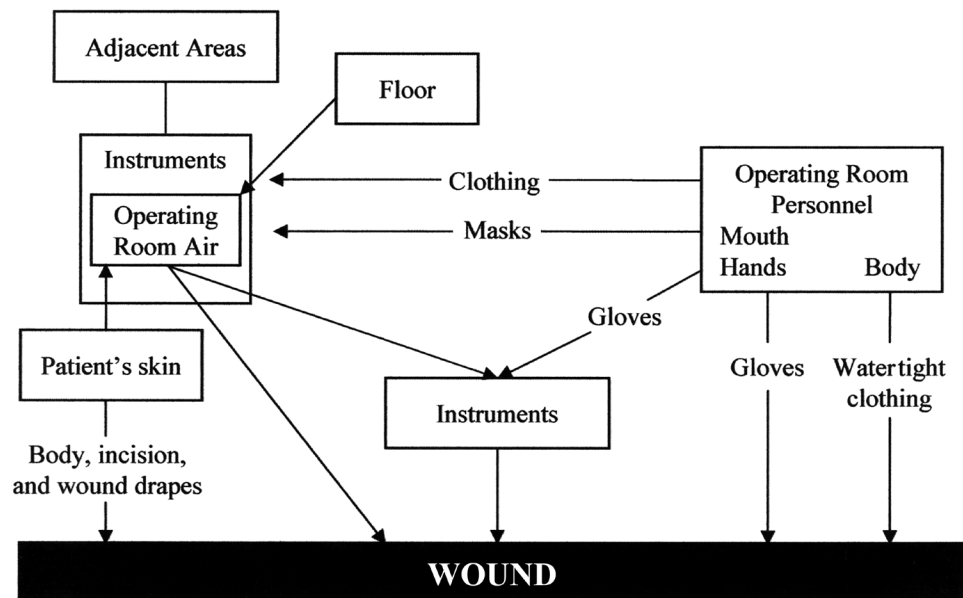 Adjacent Areas
Floor
Instruments
Operating
Room Air
Clothing
Masks
Operating Room
Personnel
Mouth
Hands Body
Gloves
Patient's skin
Instruments
Gloves
Watertight
clothing
Body, incision,
and wound drapes
WOUND